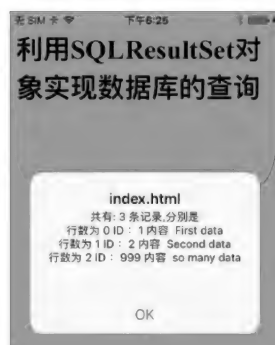 无 SIM 卡
下午6:25
利用SQLResultSet对
象实现数据库的查询
index.html
共有: 3 条记录,分别是
行数为 0 ID： 1 内容 First data
行数为 1 ID： 2 内容 Second data
行数为 2 ID： 999 内容 so many data
OK